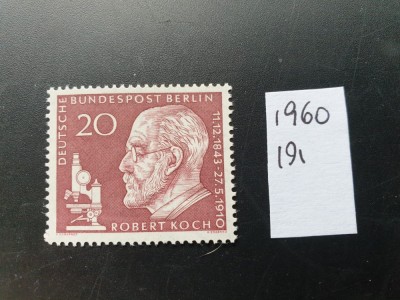 DEUTSCHE BUNDESPOST BERLIN
20
11.12.1843-27.5.1910
ROBERT KOCH
1960
191